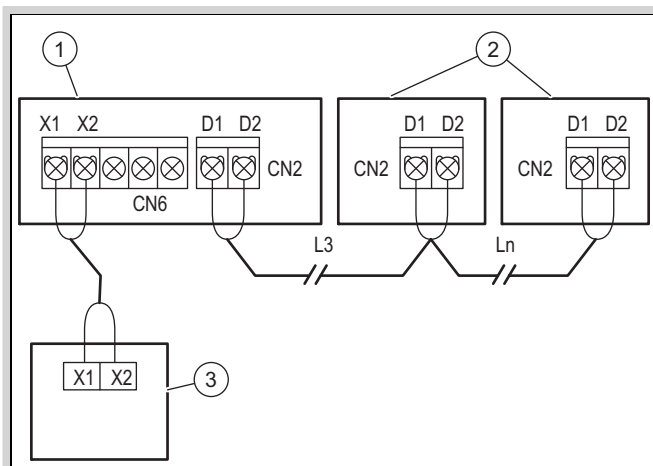 1 2
X1 X2 D1 D2 D1 D2 D1 D2
CN2 CN2 CN2
CN6
L3 Ln
X1 X2 3